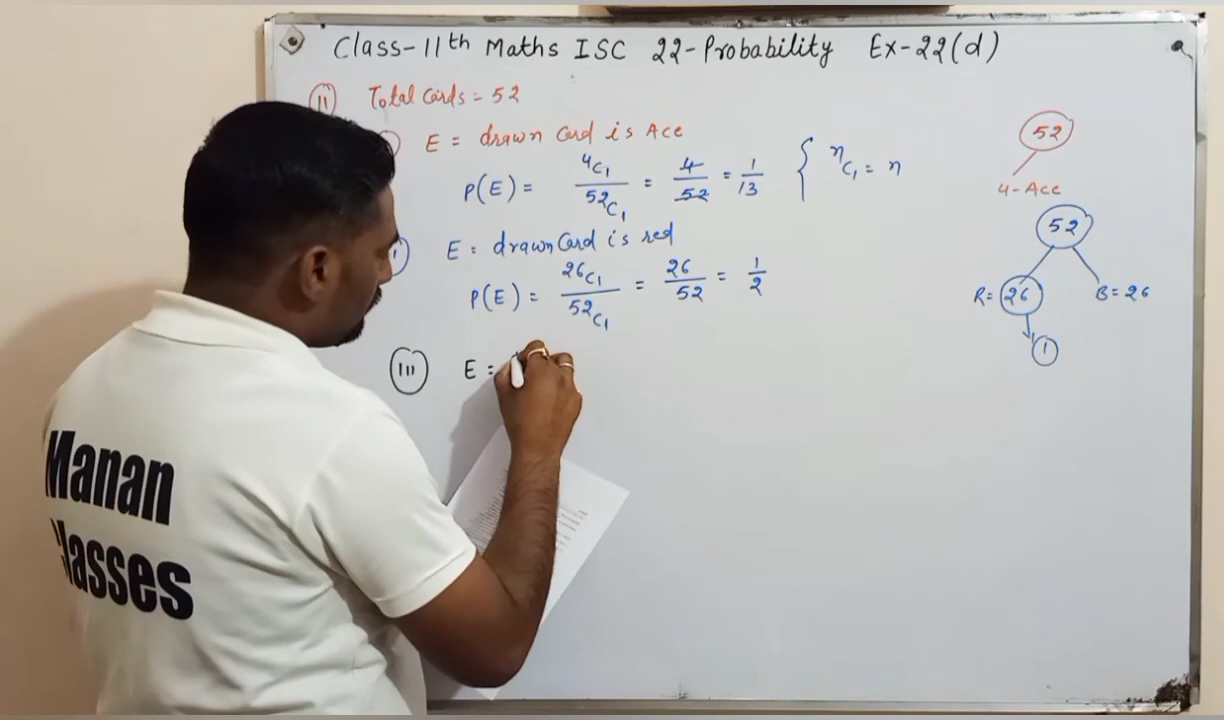 Class-11th Maths ISC 22-Probability Ex-22(d)
11 Total Cards = 52
E = drawn Card is Ace
P(E) = 4C1/52C1 = 4/52 = 1/13 { nC1 = n
E = drawn Card is red
P(E) = 26C1/52C1 = 26/52 = 1/2
III E =
52
4-Ace
52
R = 26 B = 26
1
Manan
Classes